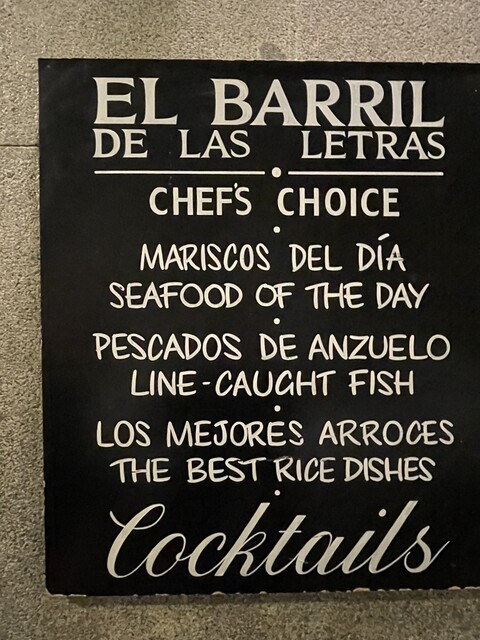 EL BARRIL
DE LAS LETRAS
CHEF'S CHOICE
MARISCOS DEL DÍA
SEAFOOD OF THE DAY
PESCADOS DE ANZUELO
LINE-CAUGHT FISH
LOS MEJORES ARROCES
THE BEST RICE DISHES
Cocktails